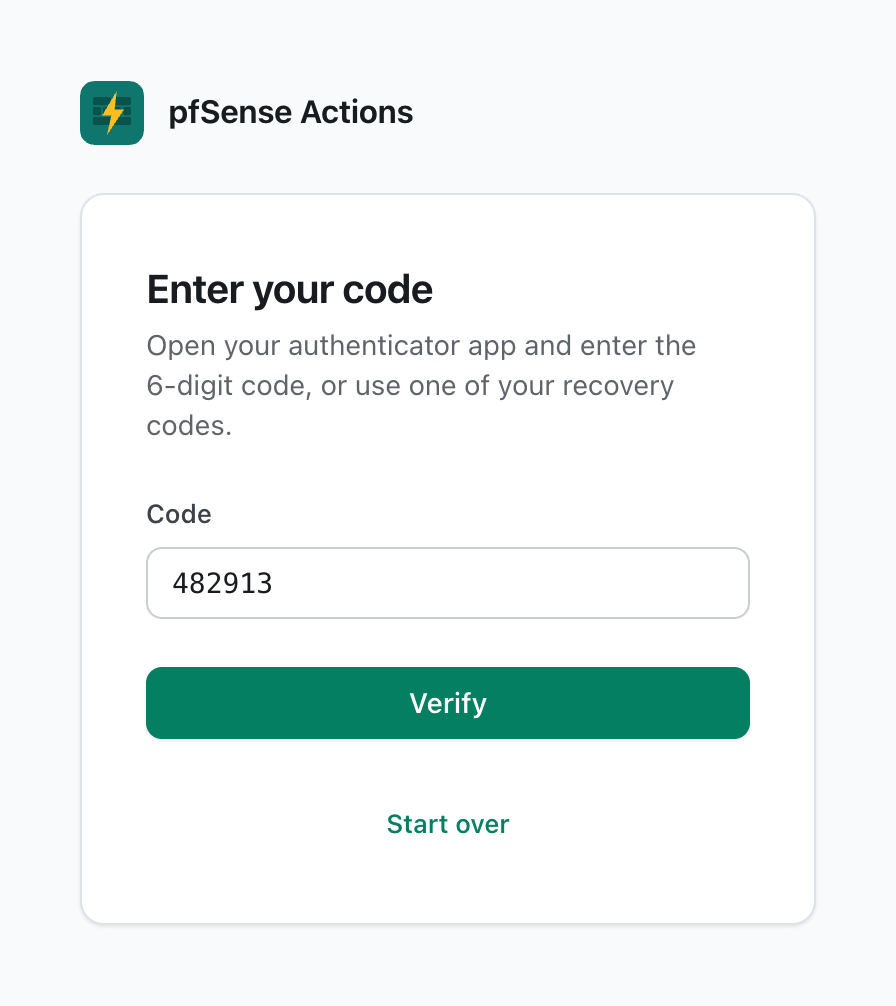 pfSense Actions
Enter your code
Open your authenticator app and enter the
6-digit code, or use one of your recovery
codes.
Code
482913
Verify
Start over